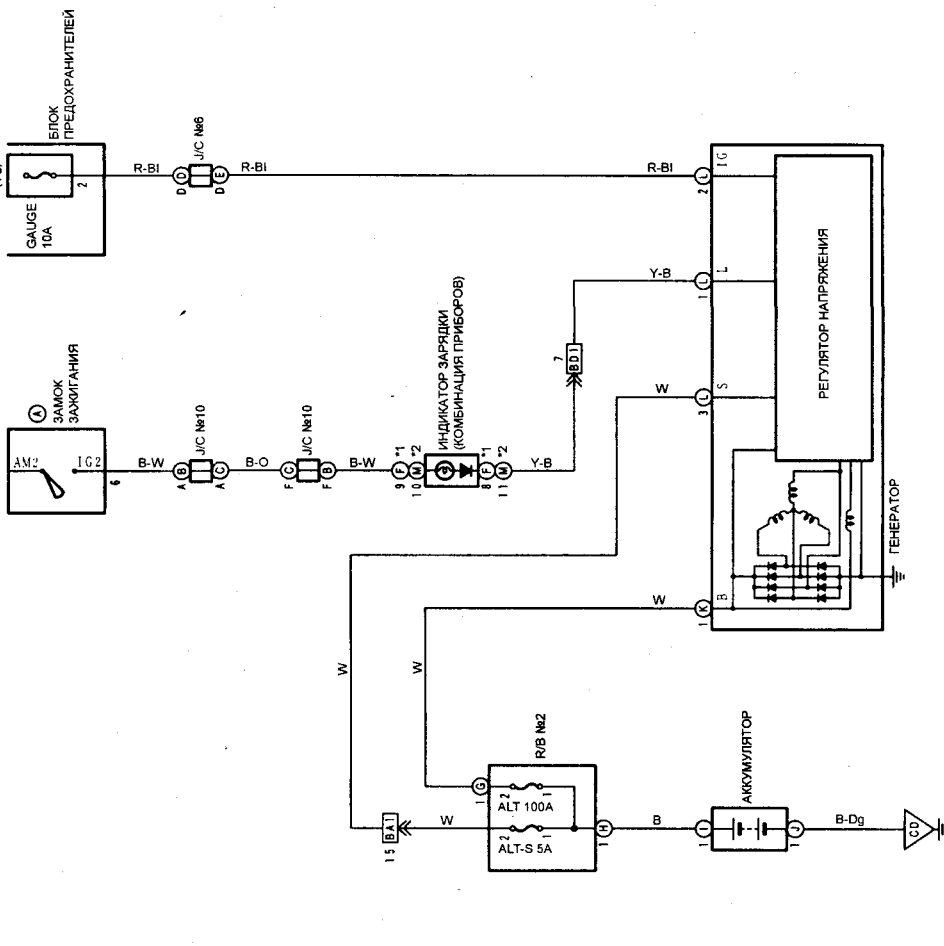 БЛОК
ПРЕДОХРАНИТЕЛЕЙ
GAUGE
10A
2
R-Bl
D
D
J/C №6
D
E
R-Bl
R-Bl
2
L
IG
A
ЗАМОК
ЗАЖИГАНИЯ
AM2
IG2
6
B-W
A
B
J/C №10
A
C
B-O
F
C
J/C №10
F
B
B-W
9
F
*1
10
M
*2
ИНДИКАТОР ЗАРЯДКИ
(КОМБИНАЦИЯ ПРИБОРОВ)
8
F
*1
11
M
*2
Y-B
7
BD1
Y-B
1
L
L
W
3
L
S
РЕГУЛЯТОР НАПРЯЖЕНИЯ
ГЕНЕРАТОР
W
1
K
B
W
W
15
BA1
W
R/B №2
1
G
2
ALT 100A
1
2
ALT-S 5A
1
1
H
B
АККУМУЛЯТОР
1
I
1
J
B-Dg
CD